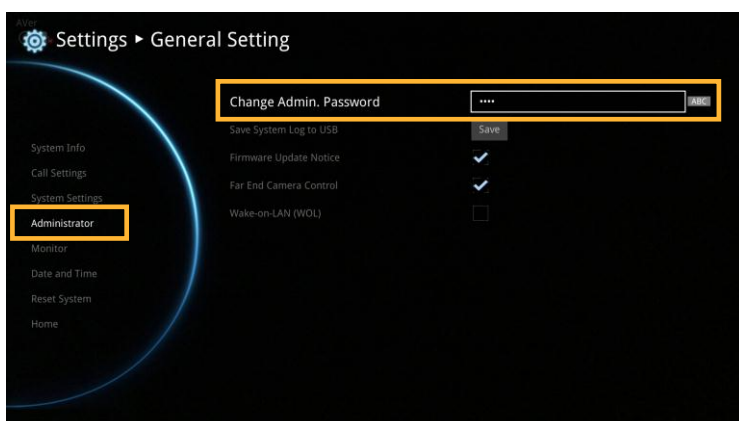 AVer
Settings ▸ General Setting
Change Admin. Password •••• ABC
Save System Log to USB Save
System Info
Firmware Update Notice
Call Settings
Far End Camera Control
System Settings
Wake-on-LAN (WOL)
Administrator
Monitor
Date and Time
Reset System
Home